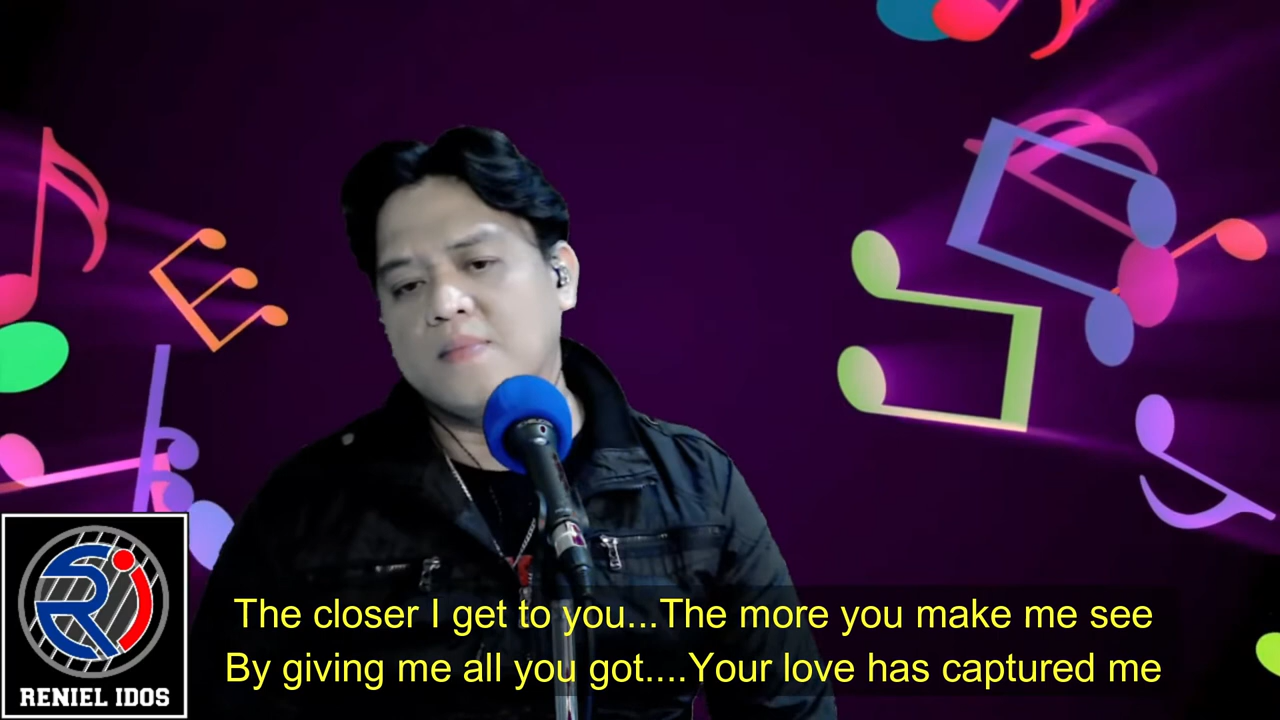 The closer I get to you...The more you make me see
By giving me all you got....Your love has captured me
RENIEL IDOS